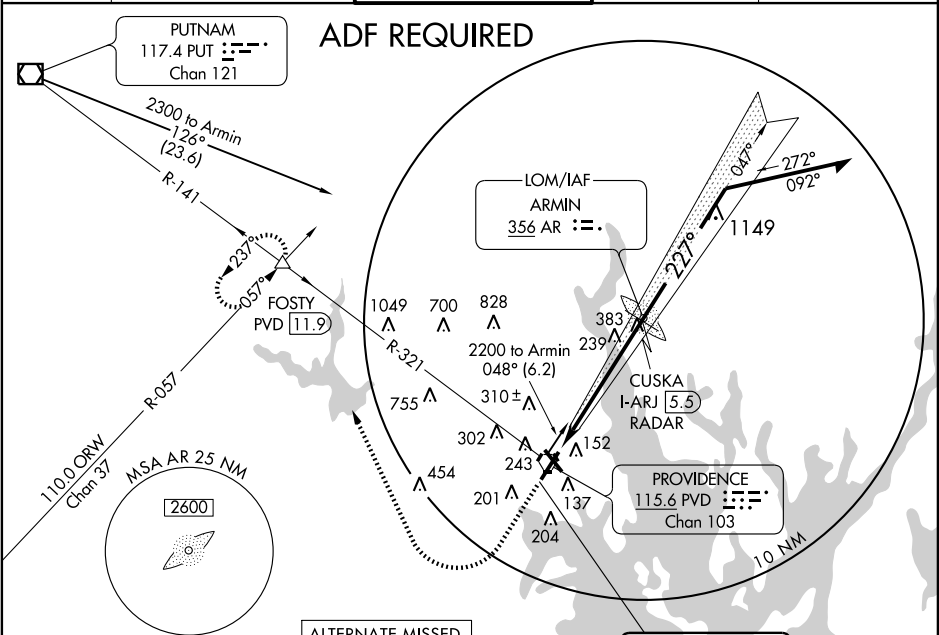 ADF REQUIRED
PUTNAM
117.4 PUT
Chan 121
2300 to Armin
126°
(23.6)
R-141
LOM/IAF
ARMIN
356 AR
047°
272°
092°
227°
1149
237°
057°
FOSTY
PVD 11.9
1049
700
828
383
239
R-321
2200 to Armin
048° (6.2)
CUSKA
I-ARJ 5.5
RADAR
310±
755
R-057
302
243
152
454
201
137
204
110.0 ORW
Chan 37
MSA AR 25 NM
2600
PROVIDENCE
115.6 PVD
Chan 103
10 NM
ALTERNATE MISSED